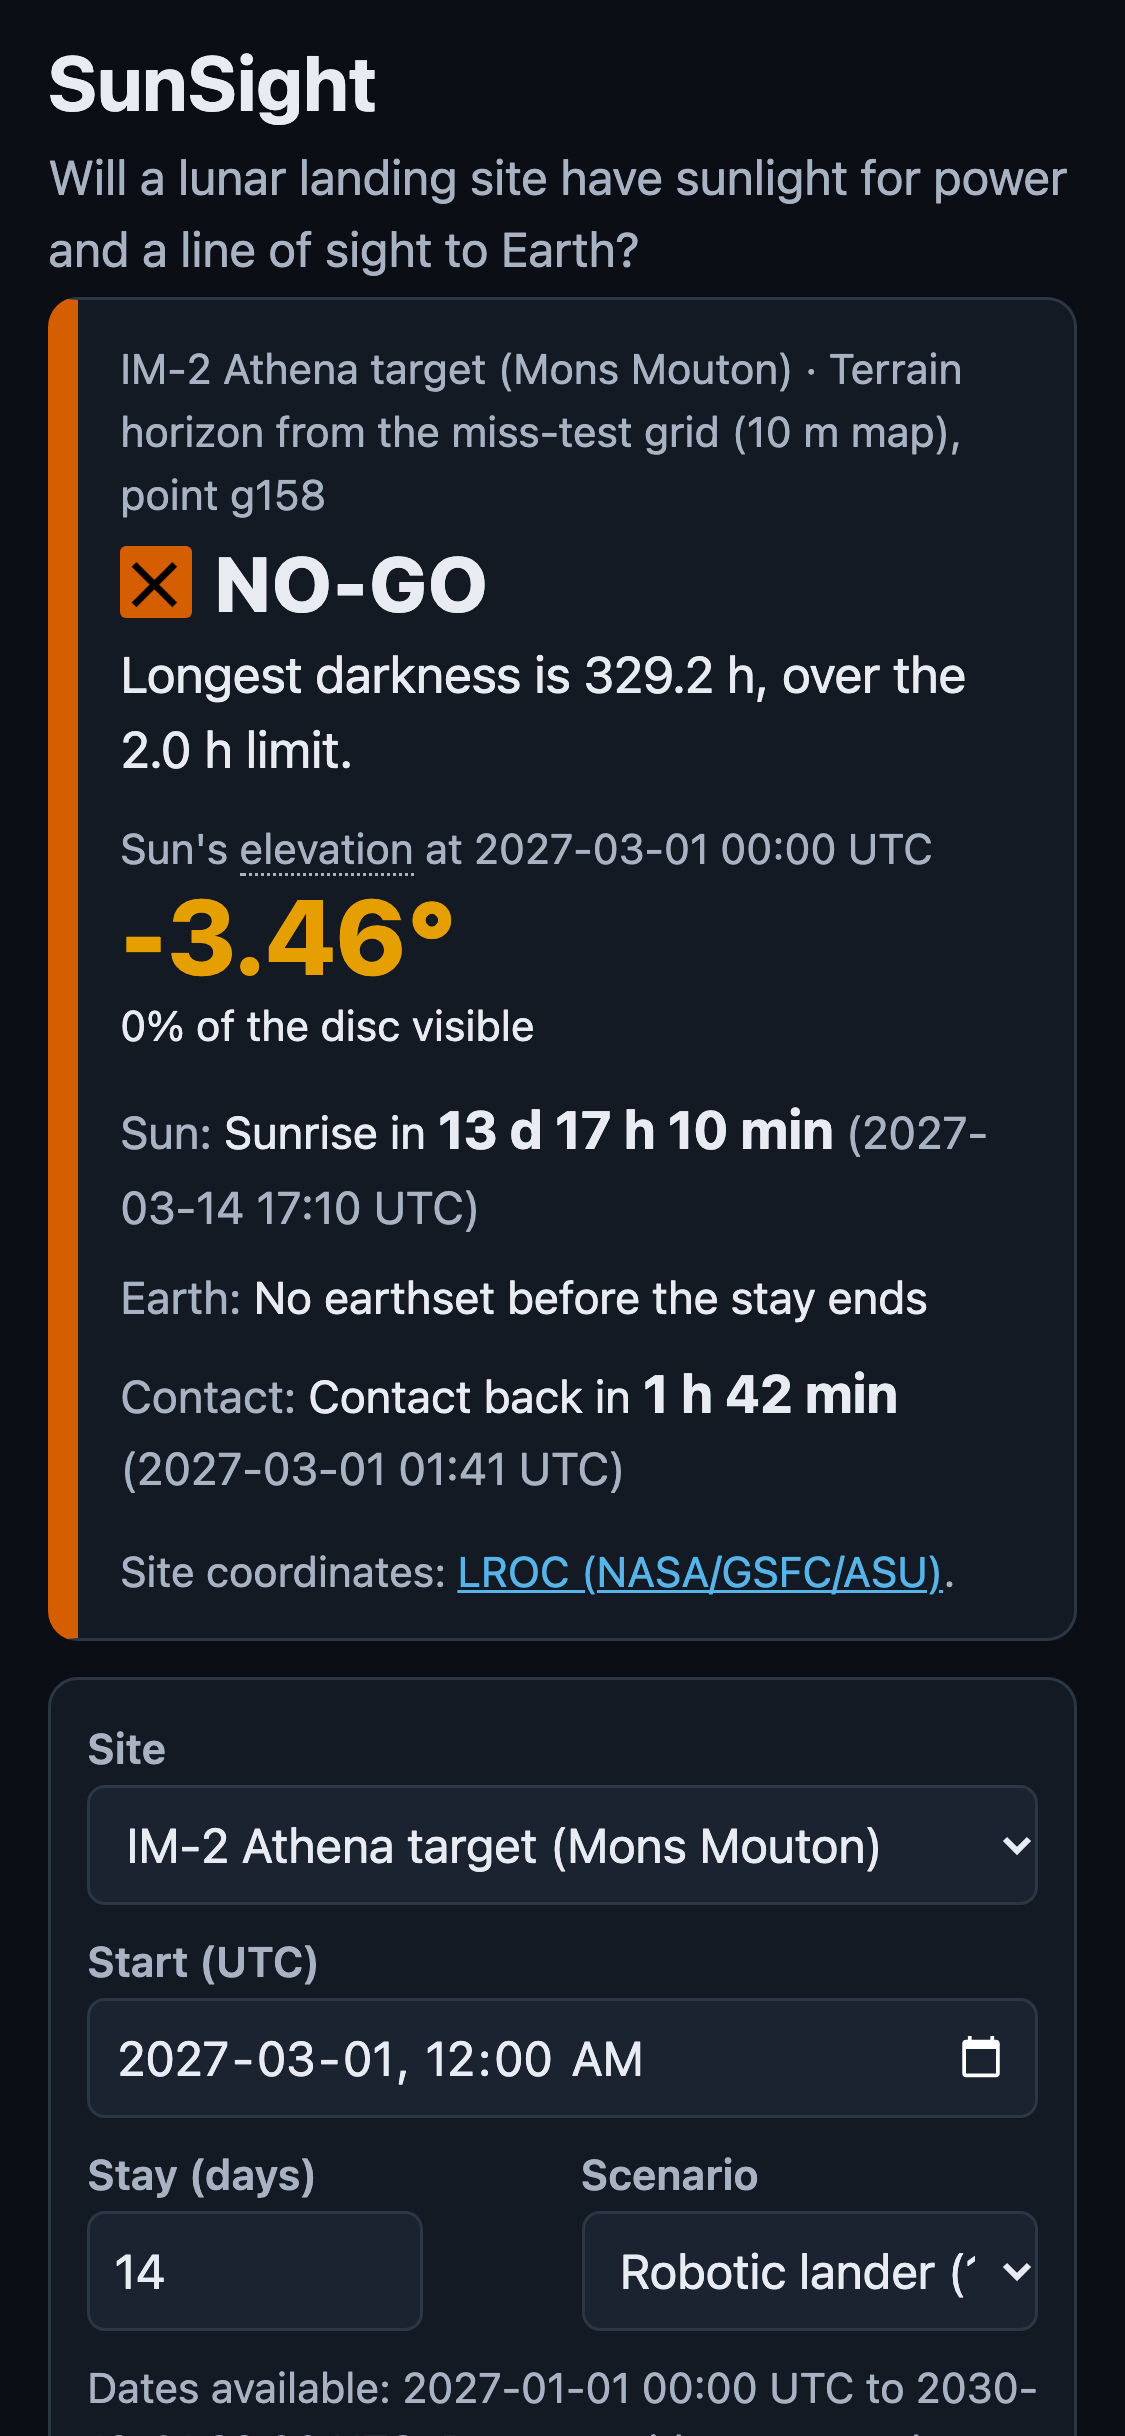 SunSight
Will a lunar landing site have sunlight for power
and a line of sight to Earth?
IM-2 Athena target (Mons Mouton) · Terrain
horizon from the miss-test grid (10 m map),
point g158
NO-GO
Longest darkness is 329.2 h, over the
2.0 h limit.
Sun's elevation at 2027-03-01 00:00 UTC
-3.46°
0% of the disc visible
Sun: Sunrise in 13 d 17 h 10 min (2027-
03-14 17:10 UTC)
Earth: No earthset before the stay ends
Contact: Contact back in 1 h 42 min
(2027-03-01 01:41 UTC)
Site coordinates: LROC (NASA/GSFC/ASU).
Site
IM-2 Athena target (Mons Mouton)
Start (UTC)
2027-03-01, 12:00 AM
Stay (days)
Scenario
14
Robotic lander (
Dates available: 2027-01-01 00:00 UTC to 2030-